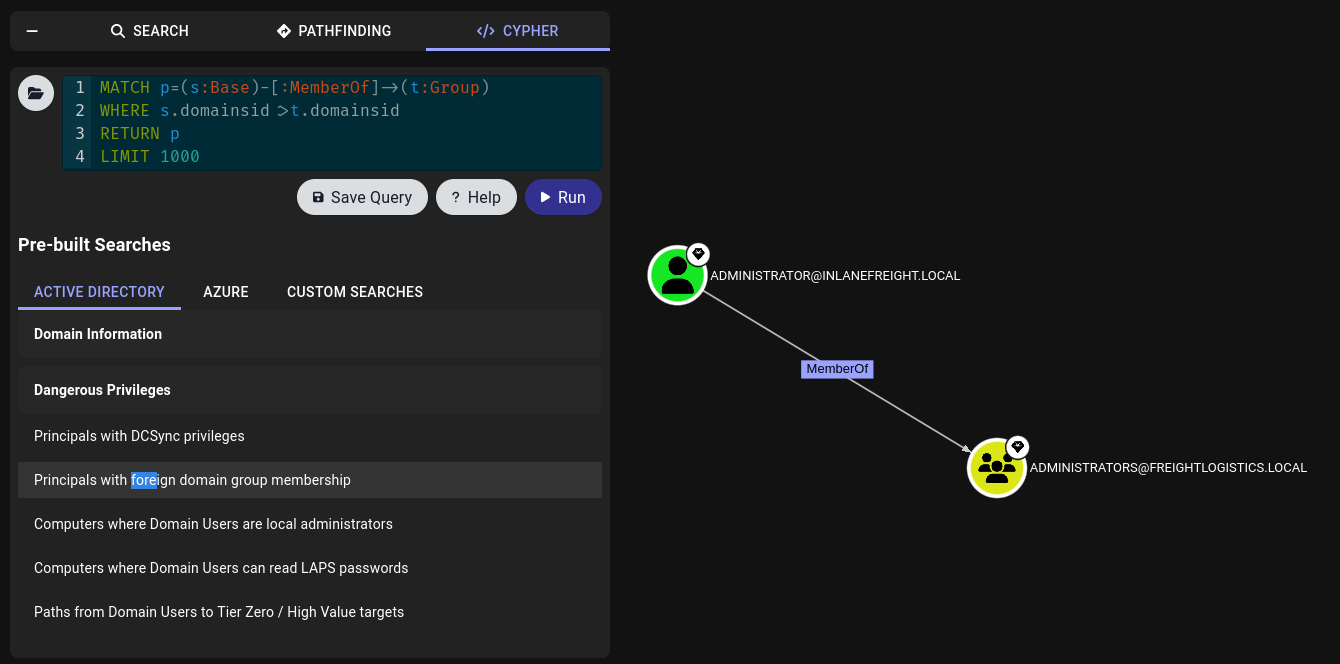 SEARCH
PATHFINDING
</> CYPHER
1 MATCH p=(s:Base)-[:MemberOf]->(t:Group)
2 WHERE s.domainsid >t.domainsid
3 RETURN p
4 LIMIT 1000
Save Query
? Help
Run
Pre-built Searches
ACTIVE DIRECTORY
AZURE
CUSTOM SEARCHES
Domain Information
Dangerous Privileges
Principals with DCSync privileges
Principals with foreign domain group membership
Computers where Domain Users are local administrators
Computers where Domain Users can read LAPS passwords
Paths from Domain Users to Tier Zero / High Value targets
ADMINISTRATOR@INLANEFREIGHT.LOCAL
MemberOf
ADMINISTRATORS@FREIGHTLOGISTICS.LOCAL